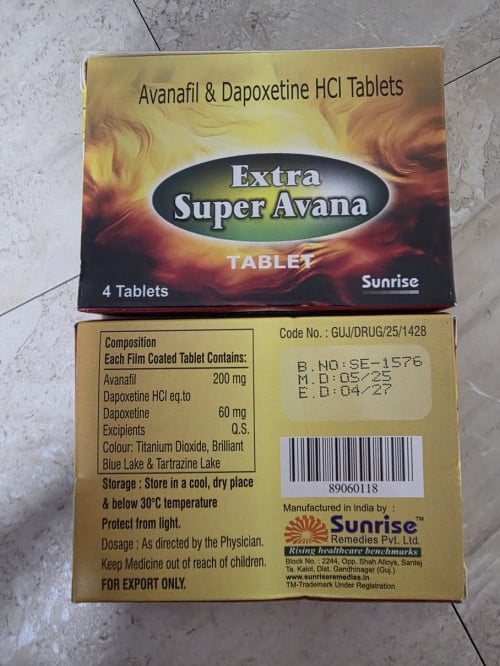 Avanafil & Dapoxetine HCl Tablets
Extra
Super Avana
TABLET
4 Tablets
Sunrise
Composition
Each Film Coated Tablet Contains:
Avanafil 200 mg
Dapoxetine HCl eq.to
Dapoxetine 60 mg
Excipients Q.S.
Colour: Titanium Dioxide, Brilliant
Blue Lake & Tartrazine Lake
Storage : Store in a cool, dry place
& below 30°C temperature
Protect from light.
Dosage : As directed by the Physician.
Keep Medicine out of reach of children.
FOR EXPORT ONLY.
Code No. : GUJ/DRUG/25/1428
B.NO:SE-1576
M.D:05/25
E.D:04/27
89060118
Manufactured in India by :
Sunrise™
Remedies Pvt. Ltd.
Rising healthcare benchmarks
Block No. : 2244, Opp. Shah Alloys, Santej
Ta. Kalol, Dist. Gandhinagar (Guj.)
www.sunriseremedies.in
TM-Trademark Under Registration